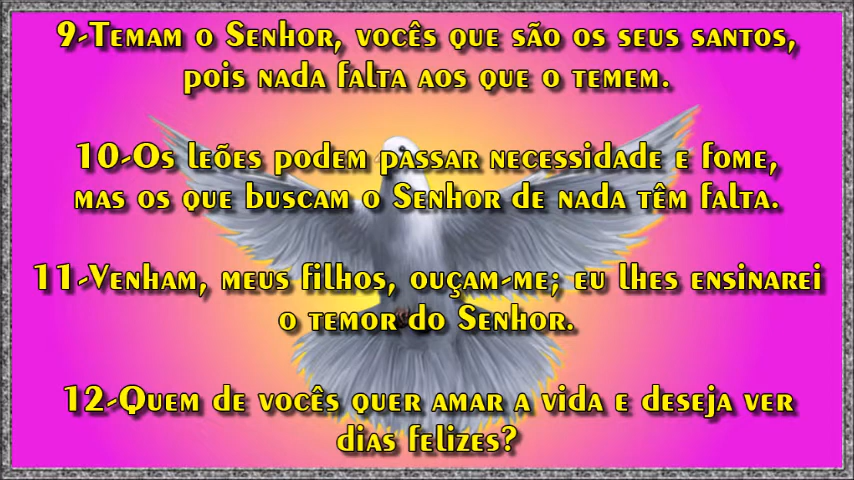 9-Temam o Senhor, vocês que são os seus santos,
pois nada falta aos que o temem.
10-Os leões podem passar necessidade e fome,
mas os que buscam o Senhor de nada têm falta.
11-Venham, meus filhos, ouçam-me; eu lhes ensinarei
o temor do Senhor.
12-Quem de vocês quer amar a vida e deseja ver
dias felizes?